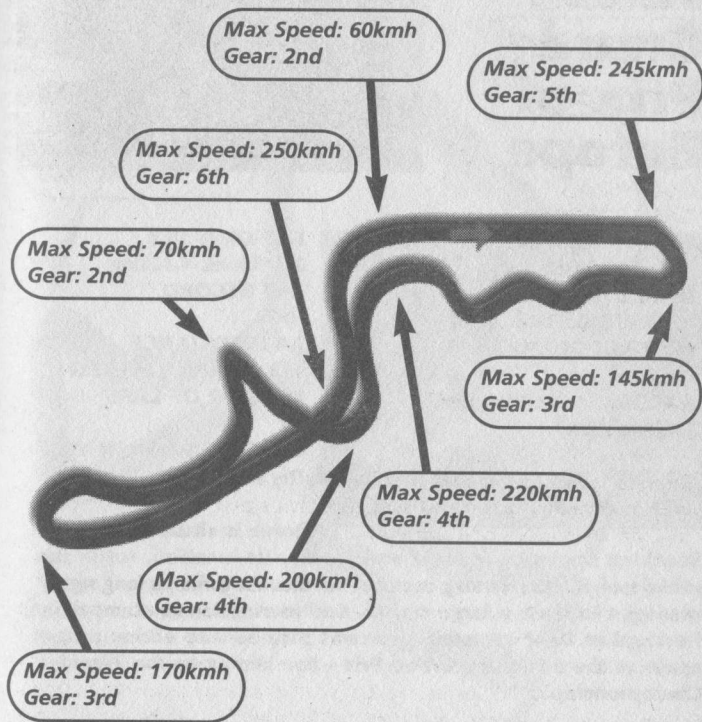 Max Speed: 60kmh
Gear: 2nd
Max Speed: 245kmh
Gear: 5th
Max Speed: 250kmh
Gear: 6th
Max Speed: 70kmh
Gear: 2nd
Max Speed: 145kmh
Gear: 3rd
Max Speed: 220kmh
Gear: 4th
Max Speed: 200kmh
Gear: 4th
Max Speed: 170kmh
Gear: 3rd